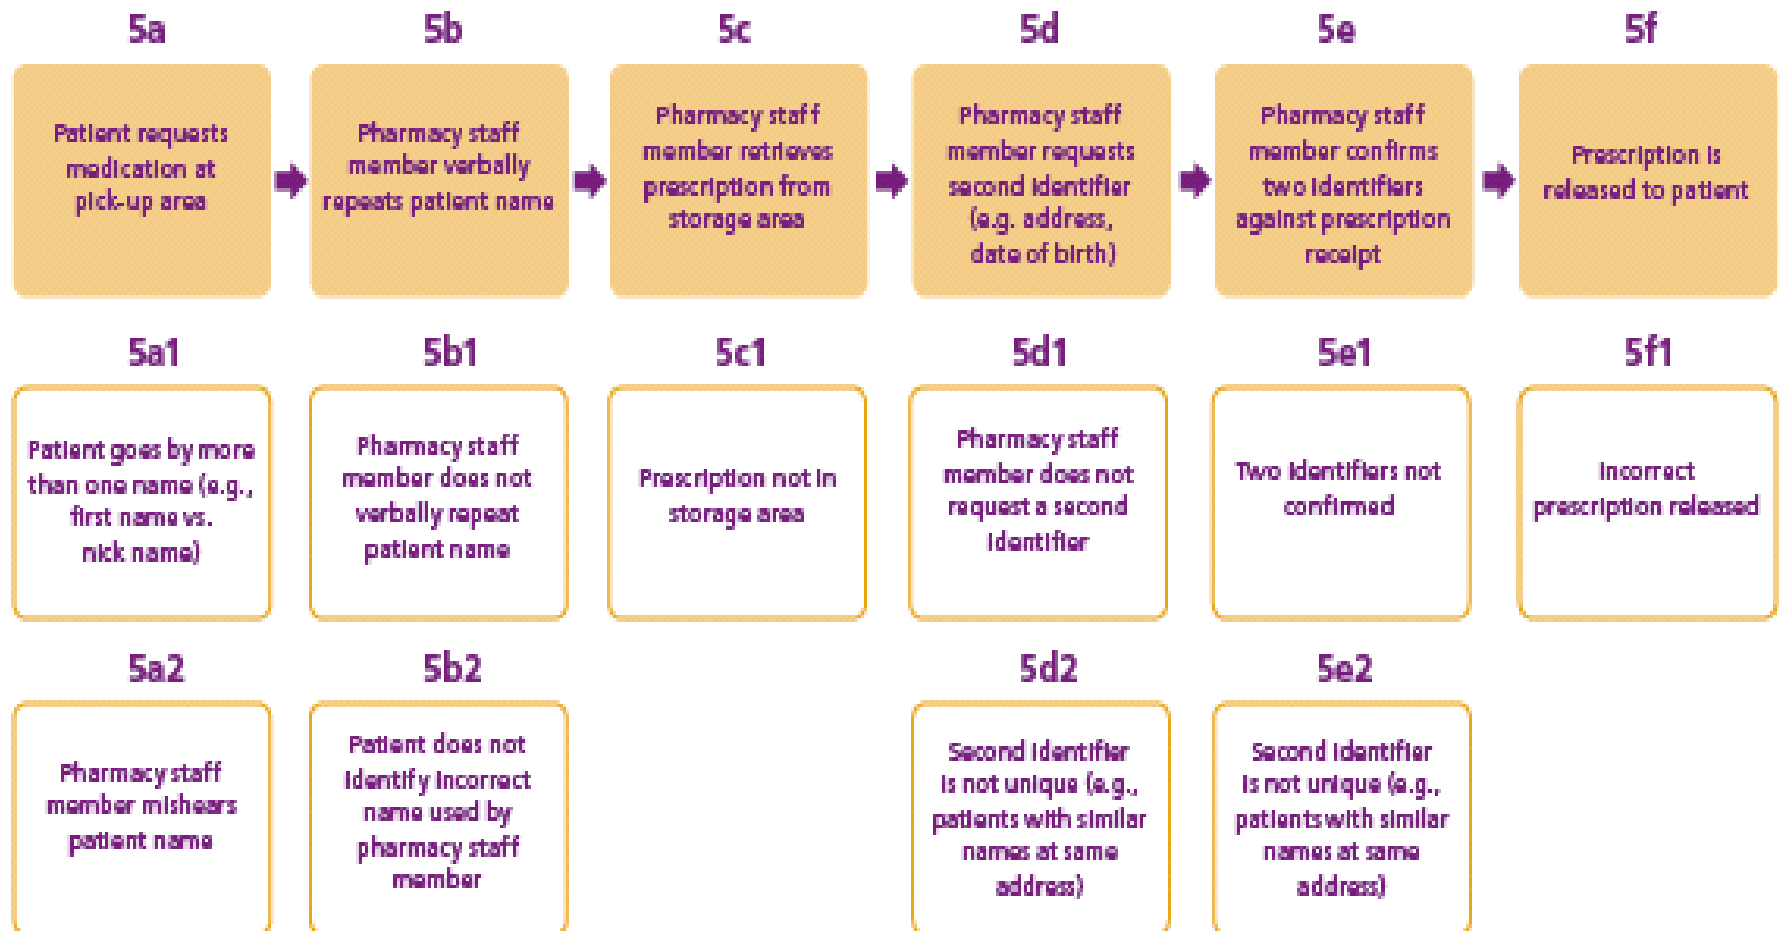 5a
5b
5c
5d
5e
5f
Patient requests
medication at
pick-up area
Pharmacy staff
member verbally
repeats patient name
Pharmacy staff
member retrieves
prescription from
storage area
Pharmacy staff
member requests
second identifier
(e.g. address,
date of birth)
Pharmacy staff
member confirms
two identifiers
against prescription
receipt
Prescription is
released to patient
5a1
5b1
5c1
5d1
5e1
5f1
Patient goes by more
than one name (e.g.,
first name vs.
nick name)
Pharmacy staff
member does not
verbally repeat
patient name
Prescription not in
storage area
Pharmacy staff
member does not
request a second
identifier
Two identifiers not
confirmed
Incorrect
prescription released
5a2
5b2
5d2
5e2
Pharmacy staff
member mishears
patient name
Patient does not
identify incorrect
name used by
pharmacy staff
member
Second identifier
is not unique (e.g.,
patients with similar
names at same
address)
Second identifier
is not unique (e.g.,
patients with similar
names at same
address)